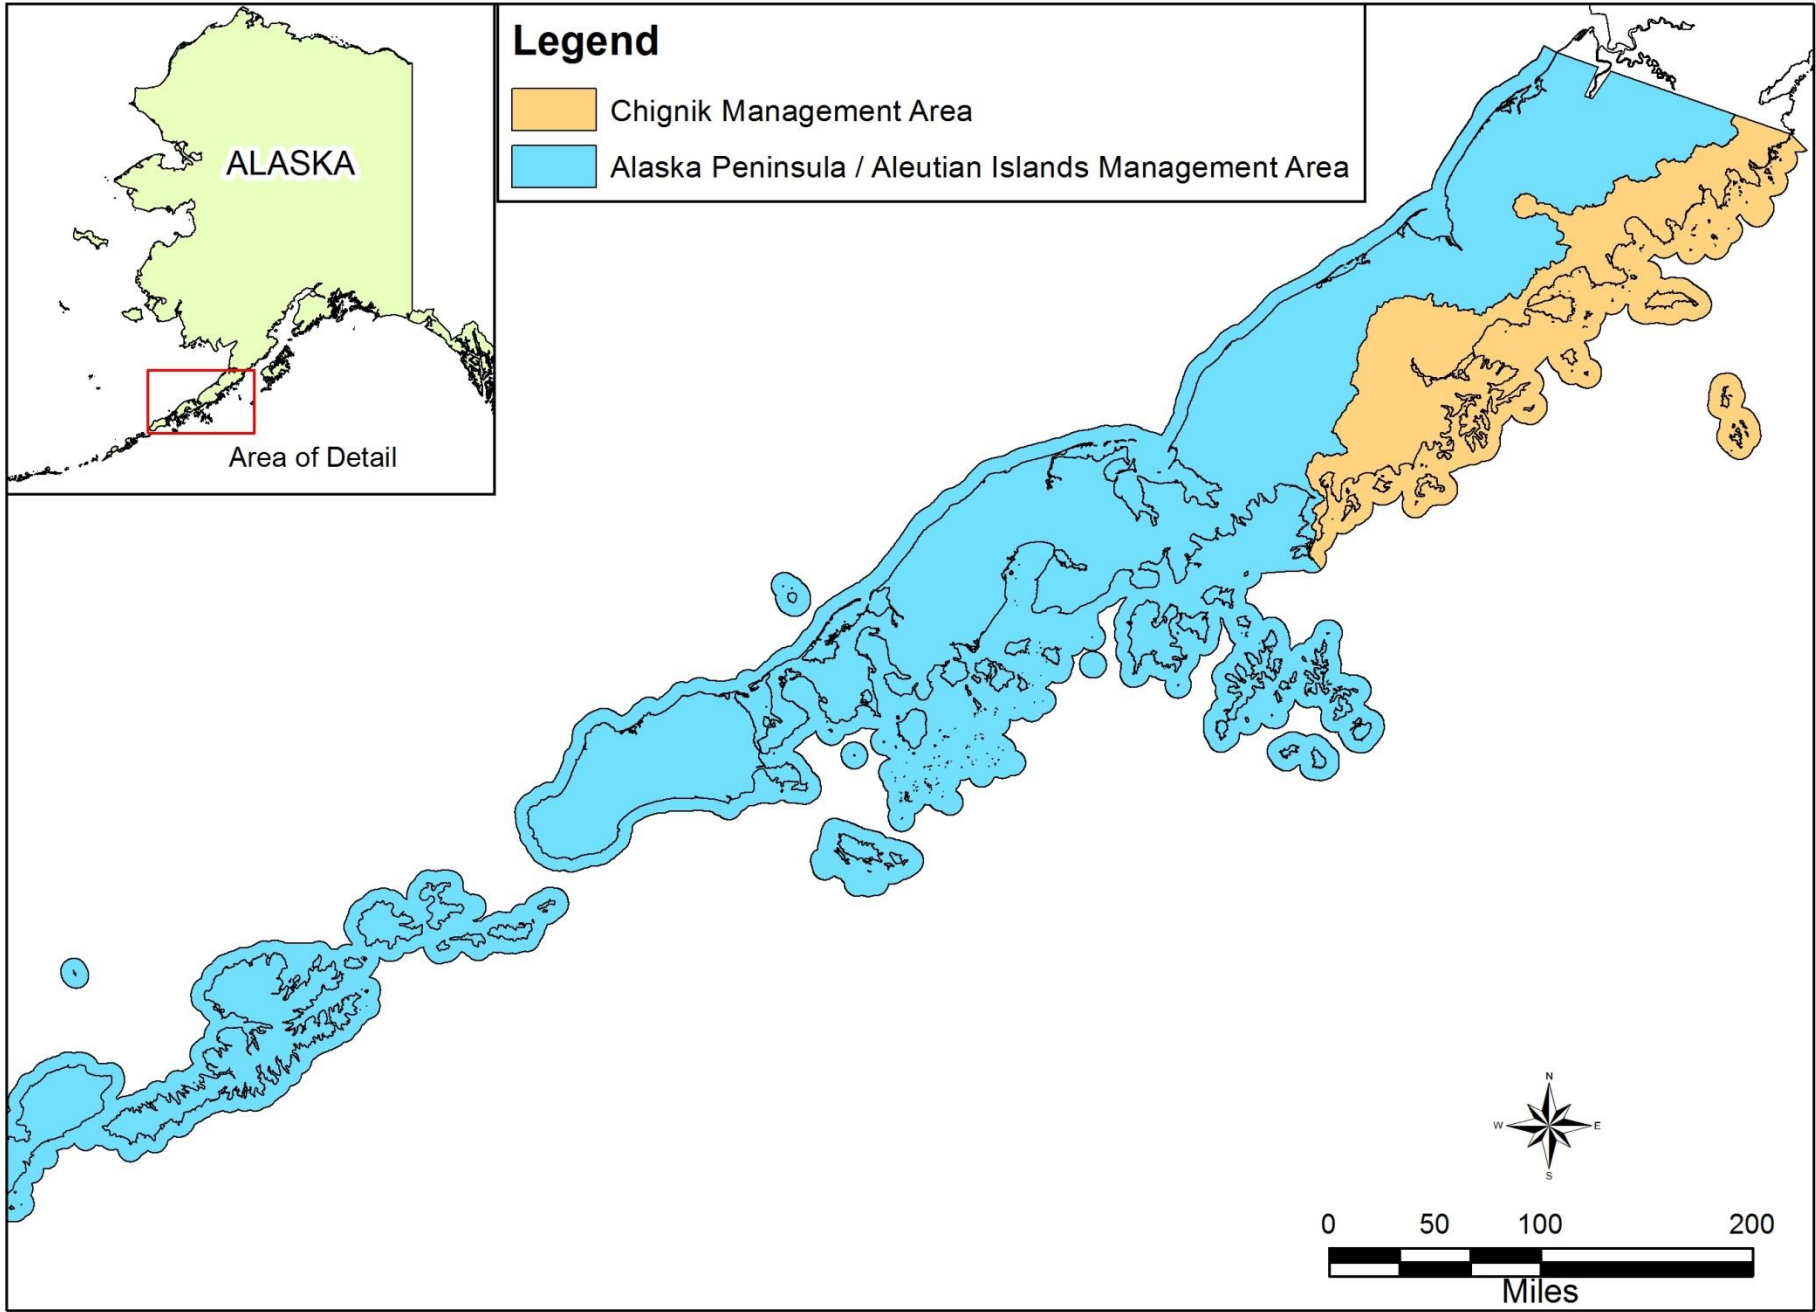 Legend
Chignik Management Area
Alaska Peninsula / Aleutian Islands Management Area
ALASKA
Area of Detail
N
W E
S
0 50 100 200
Miles